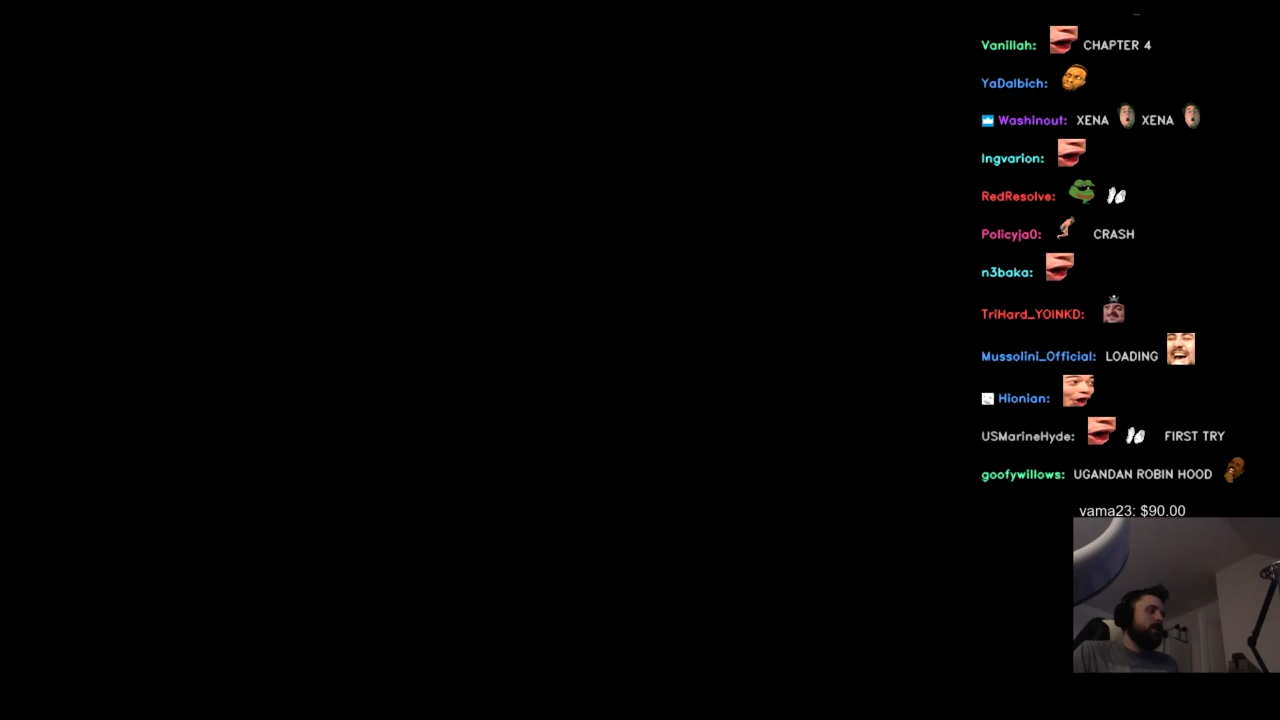 Vanillah: CHAPTER 4
YaDalbich:
Washinout: XENA XENA
Ingvarion:
RedResolve:
Policyja0: CRASH
n3baka:
TriHard_YOINKD:
Mussolini_Official: LOADING
Hionian:
USMarineHyde: FIRST TRY
goofywillows: UGANDAN ROBIN HOOD
vama23: $90.00